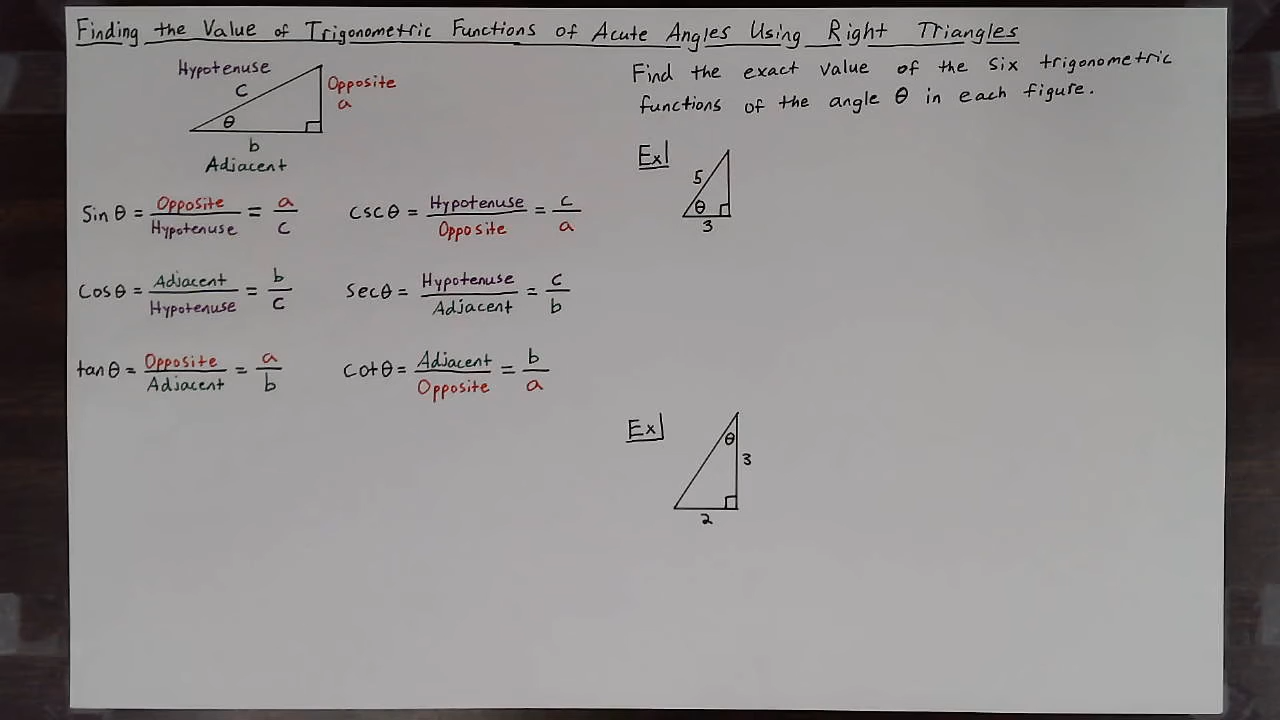 Finding the Value of Trigonometric Functions of Acute Angles Using Right Triangles
Hypotenuse
c
Opposite
a
θ
b
Adjacent
Sin θ = Opposite/Hypotenuse = a/c
csc θ = Hypotenuse/Opposite = c/a
Cos θ = Adjacent/Hypotenuse = b/c
Sec θ = Hypotenuse/Adjacent = c/b
tan θ = Opposite/Adjacent = a/b
Cot θ = Adjacent/Opposite = b/a
Find the exact value of the six trigonometric
functions of the angle θ in each figure.
Ex|
5
θ
3
Ex|
θ
3
2